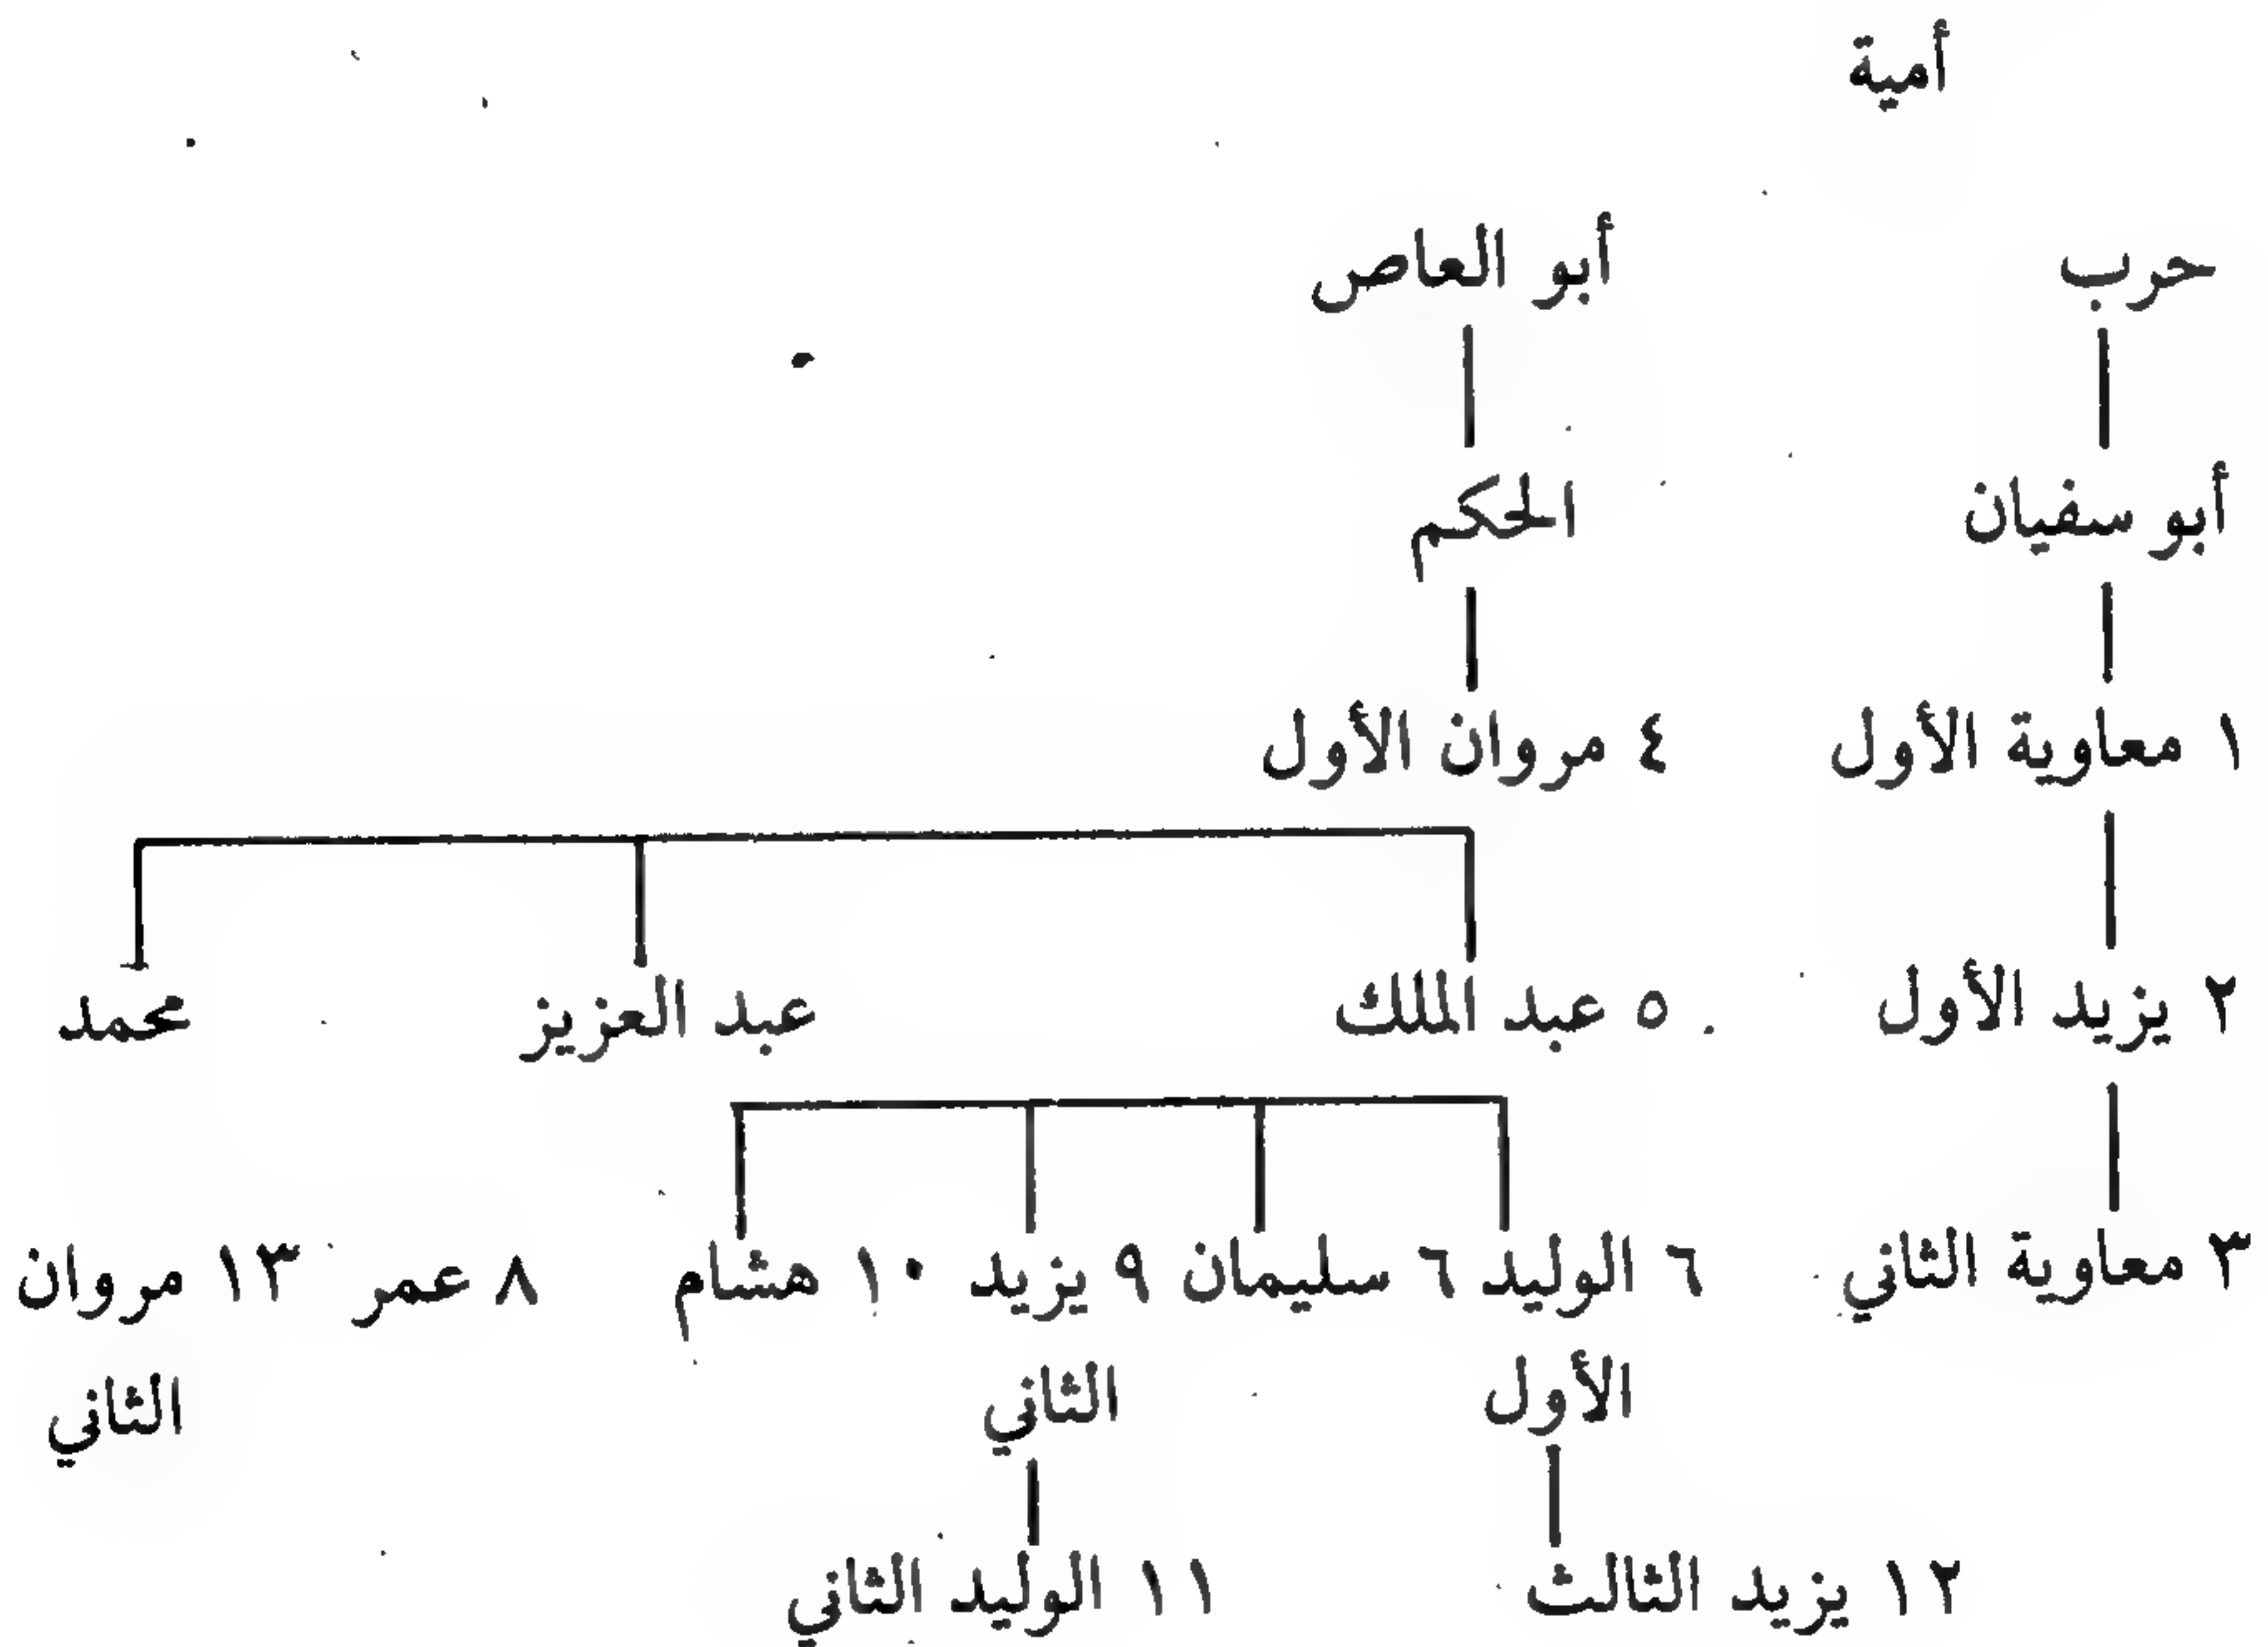 أمية
حرب أبو العاص
أبو سفيان الحكم
١ معاوية الأول ٤ مروان الأول
٢ يزيد الأول ٥ عبد الملك عبد العزيز محمد
٣ معاوية الثاني ٦ الوليد ٦ سليمان ٩ يزيد ١٠ هشام ٨ عمر ١٣ مروان
الأول الثاني الثاني
١٢ يزيد الثالث ١١ الوليد الثاني